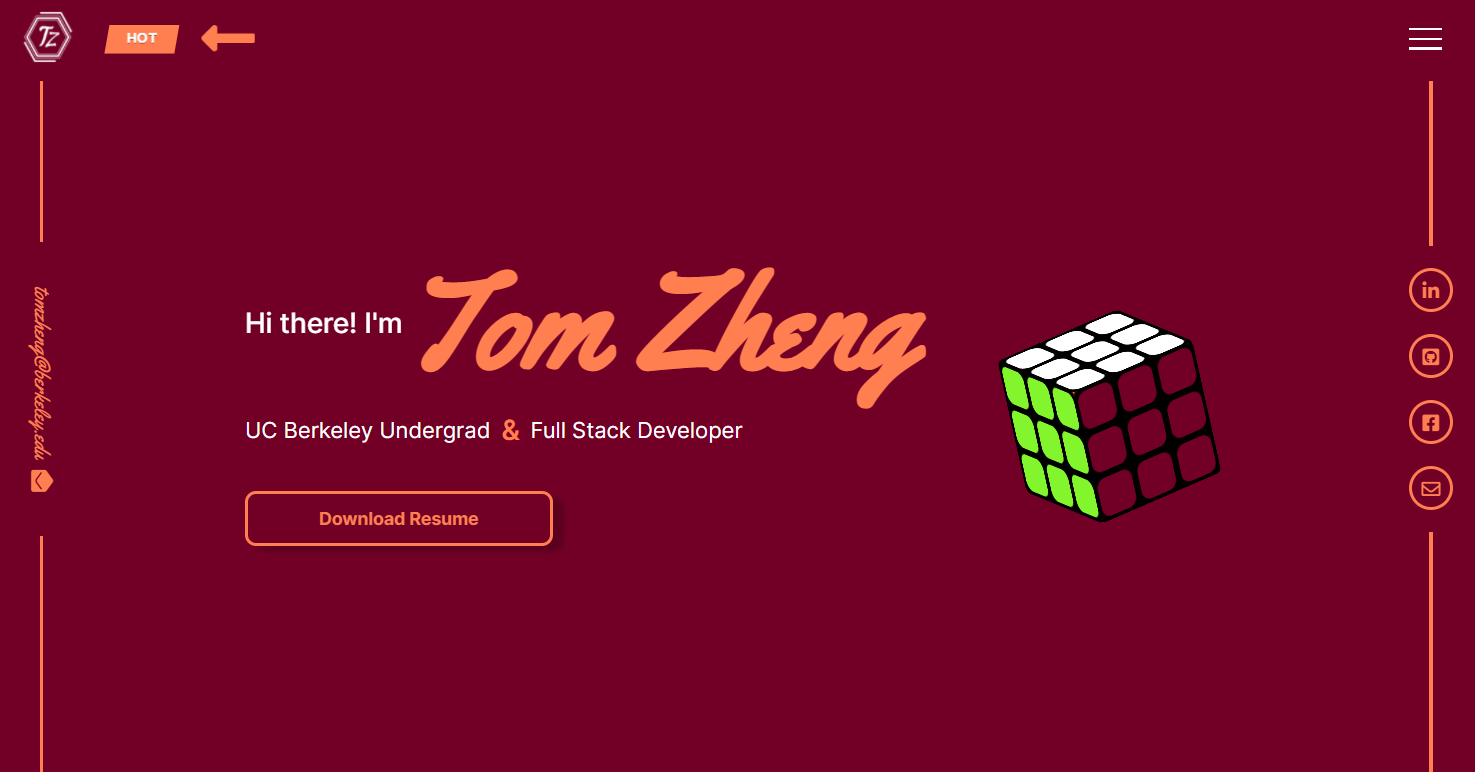 TZ
HOT
tomzheng@berkeley.edu
Hi there! I'm Tom Zheng
UC Berkeley Undergrad & Full Stack Developer
Download Resume
in